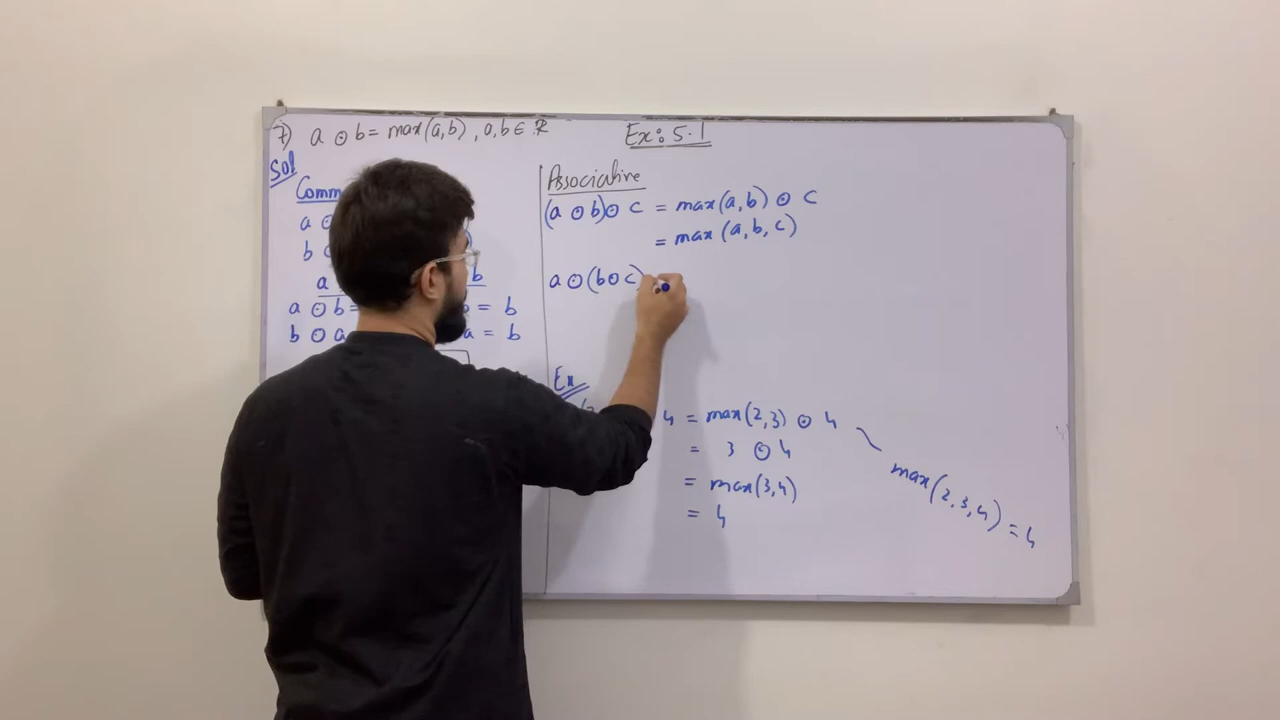 7) a ⊙ b = max(a,b) , a,b ∈ R
Ex: 5.1
Sol
Comm
a ⊙
b
a b
a ⊙ b = b = b
b ⊙ a a = b
Associative
(a ⊙ b) ⊙ c = max(a,b) ⊙ c
= max (a, b, c)
a ⊙ (b ⊙ c)
Ex
4 = max(2,3) ⊙ 4
= 3 ⊙ 4
= max(3,4)
= 4
max(2,3,4) = 4